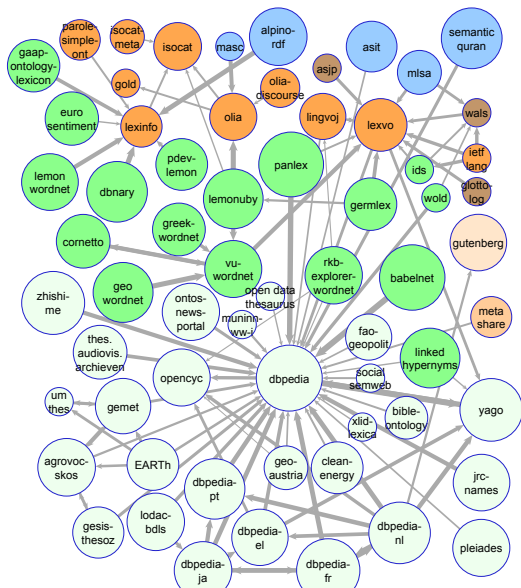 parole-
simple-
ont
isocat-
meta
isocat
masc
alpino-
rdf
asit
semantic
quran
gaap-
ontology-
lexicon
gold
olia-
discourse
asjp
mlsa
euro
sentiment
lexinfo
olia
lingvoj
lexvo
wals
pdev-
lemon
panlex
ids
ietf
lang
lemon
wordnet
dbnary
lemonuby
germlex
wold
glotto-
log
greek-
wordnet
gutenberg
cornetto
vu-
wordnet
rkb-
explorer-
wordnet
babelnet
geo
wordnet
zhishi-
me
ontos-
news-
portal
open data
thesaurus
muninn-
ww-i
meta
share
fao-
geopolit
thes.
audiovis.
archieven
linked
hypernyms
opencyc
dbpedia
social
semweb
um
thes
gemet
bible-
ontology
yago
xlid-
lexica
agrovoc-
skos
EARTh
dbpedia-
pt
geo-
austria
clean-
energy
jrc-
names
gesis-
thesoz
lodac-
bdls
dbpedia-
el
dbpedia-
nl
pleiades
dbpedia-
ja
dbpedia-
fr